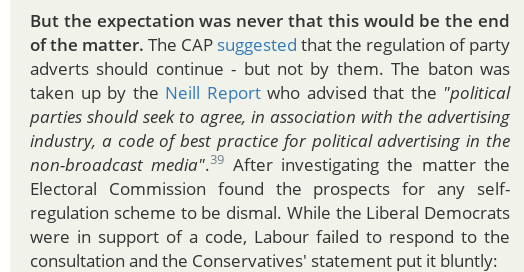 But the expectation was never that this would be the end
of the matter. The CAP suggested that the regulation of party
adverts should continue - but not by them. The baton was
taken up by the Neill Report who advised that the "political
parties should seek to agree, in association with the advertising
industry, a code of best practice for political advertising in the
non-broadcast media".39 After investigating the matter the
Electoral Commission found the prospects for any self-
regulation scheme to be dismal. While the Liberal Democrats
were in support of a code, Labour failed to respond to the
consultation and the Conservatives' statement put it bluntly: